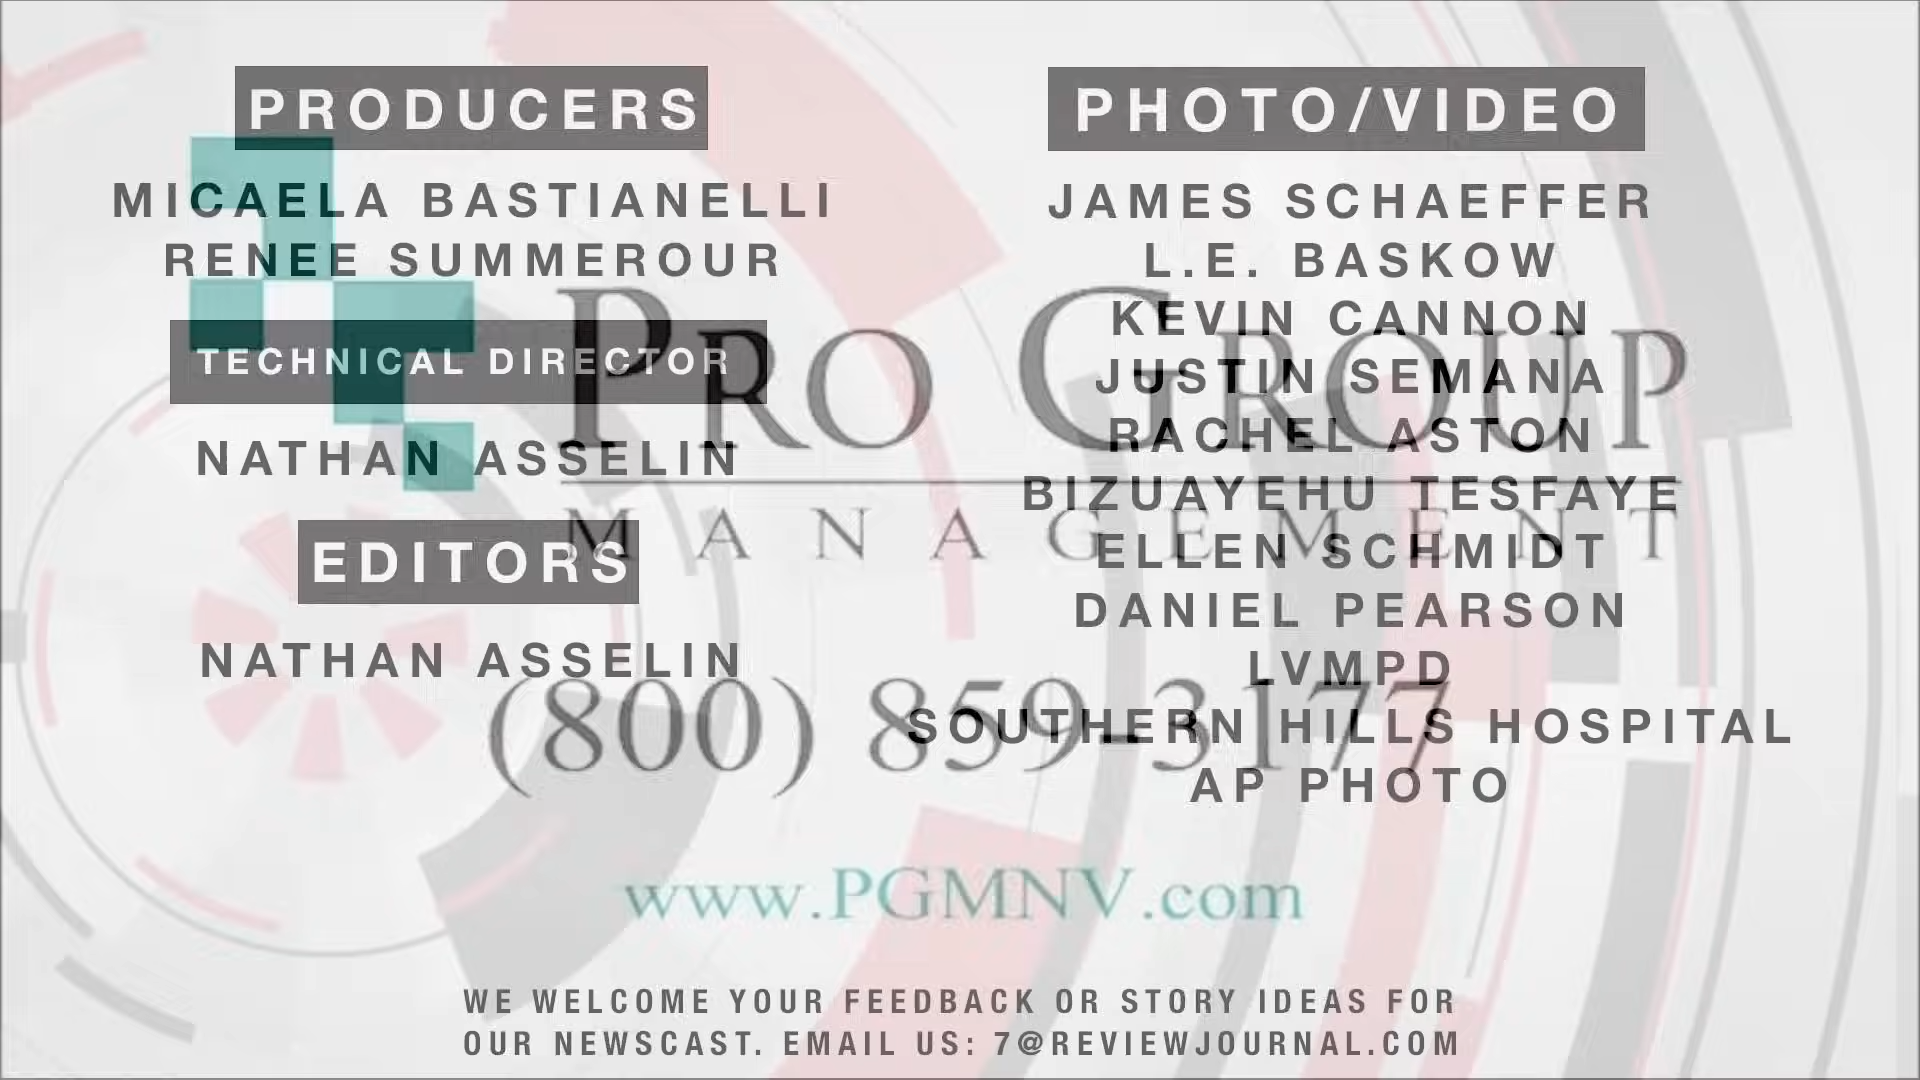 PRODUCERS
MICAELA BASTIANELLI
RENEE SUMMEROUR
TECHNICAL DIRECTOR
NATHAN ASSELIN
EDITORS
NATHAN ASSELIN
PHOTO/VIDEO
JAMES SCHAEFFER
L.E. BASKOW
KEVIN CANNON
JUSTIN SEMANA
RACHEL ASTON
BIZUAYEHU TESFAYE
ELLEN SCHMIDT
DANIEL PEARSON
LVMPD
SOUTHERN HILLS HOSPITAL
AP PHOTO
PRO GROUP
MANAGEMENT
(800) 859-3177
www.PGMNV.com
WE WELCOME YOUR FEEDBACK OR STORY IDEAS FOR
OUR NEWSCAST. EMAIL US: 7@REVIEWJOURNAL.COM